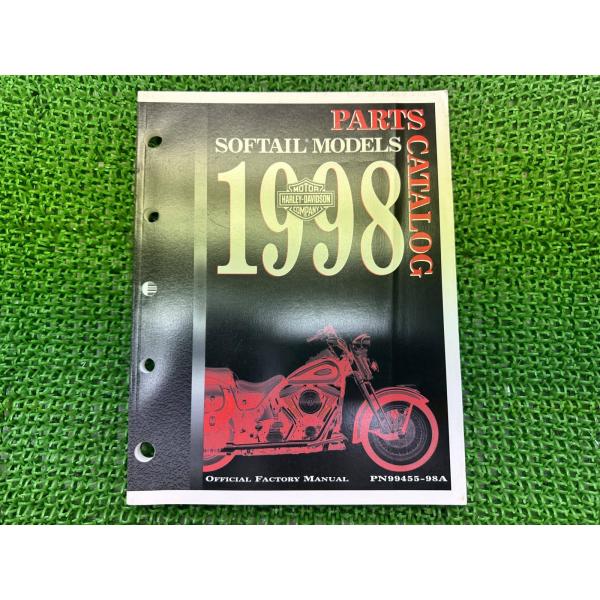 PARTS
CATALOG
SOFTAIL® MODELS
1998
MOTOR
HARLEY-DAVIDSON
COMPANY
OFFICIAL FACTORY MANUAL
PN99455-98A